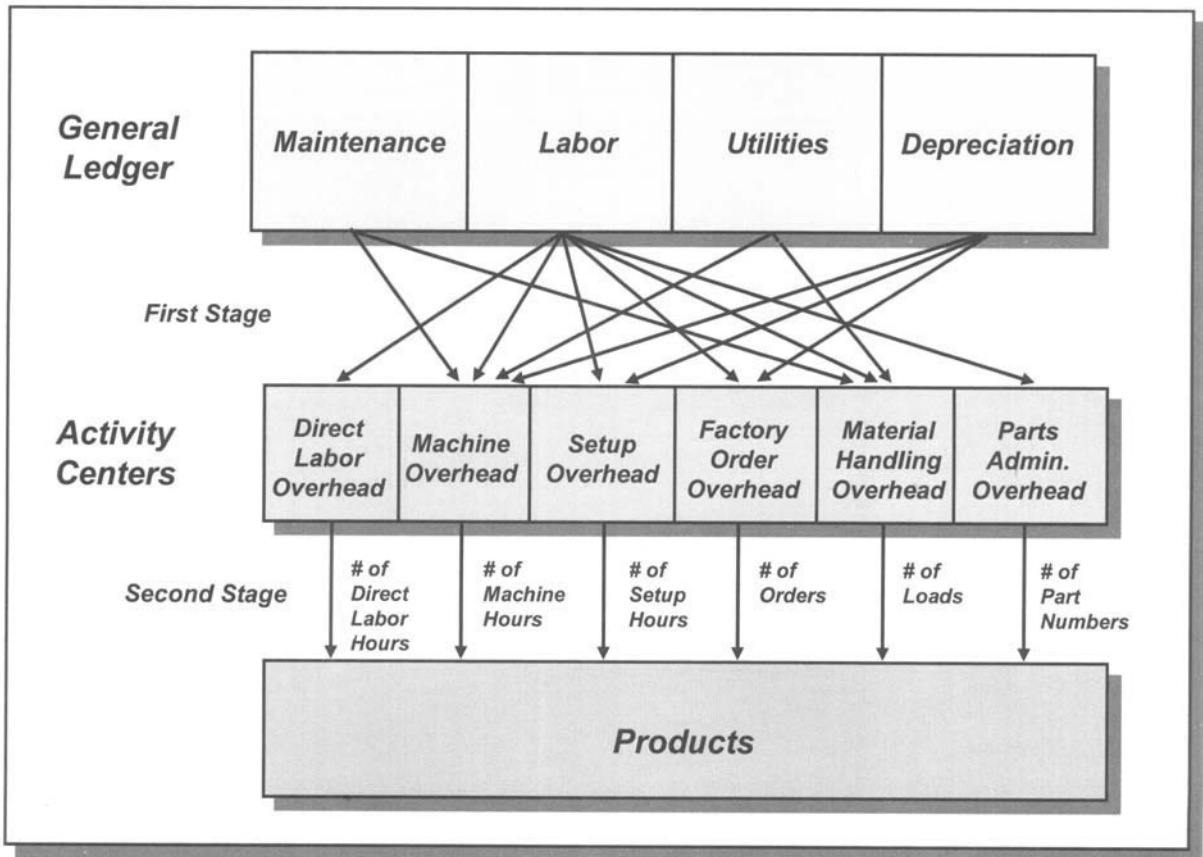 General
Ledger
Maintenance
Labor
Utilities
Depreciation
First Stage
Activity
Centers
Direct
Labor
Overhead
Machine
Overhead
Setup
Overhead
Factory
Order
Overhead
Material
Handling
Overhead
Parts
Admin.
Overhead
Second Stage
# of
Direct
Labor
Hours
# of
Machine
Hours
# of
Setup
Hours
# of
Orders
# of
Loads
# of
Part
Numbers
Products